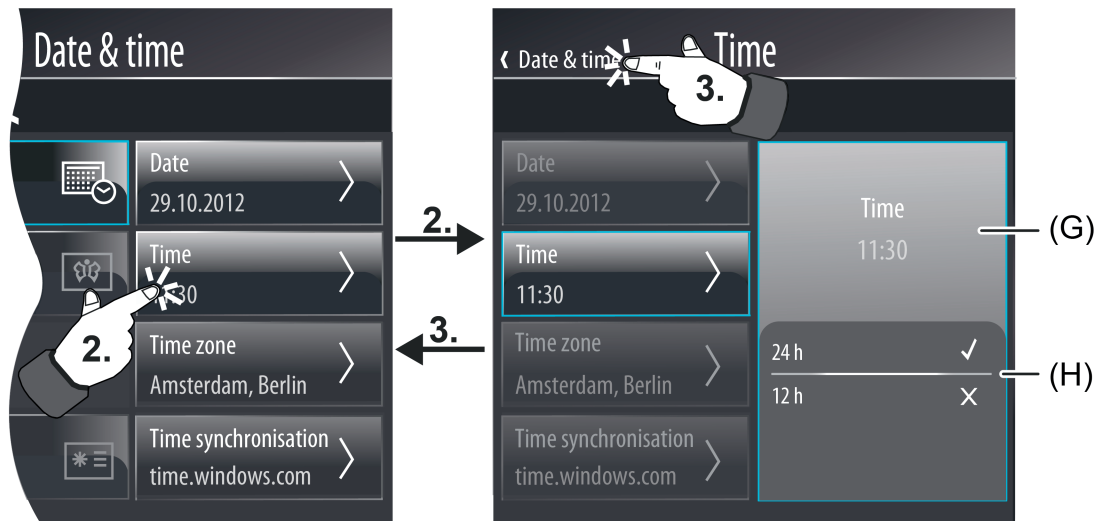 Date & time
Date
29.10.2012
Time
30
2.
Time zone
Amsterdam, Berlin
Time synchronisation
time.windows.com
2.
3.
‹ Date & time
Time
3.
Date
29.10.2012
Time
11:30
Time zone
Amsterdam, Berlin
Time synchronisation
time.windows.com
Time
11:30
24 h
12 h
(G)
(H)